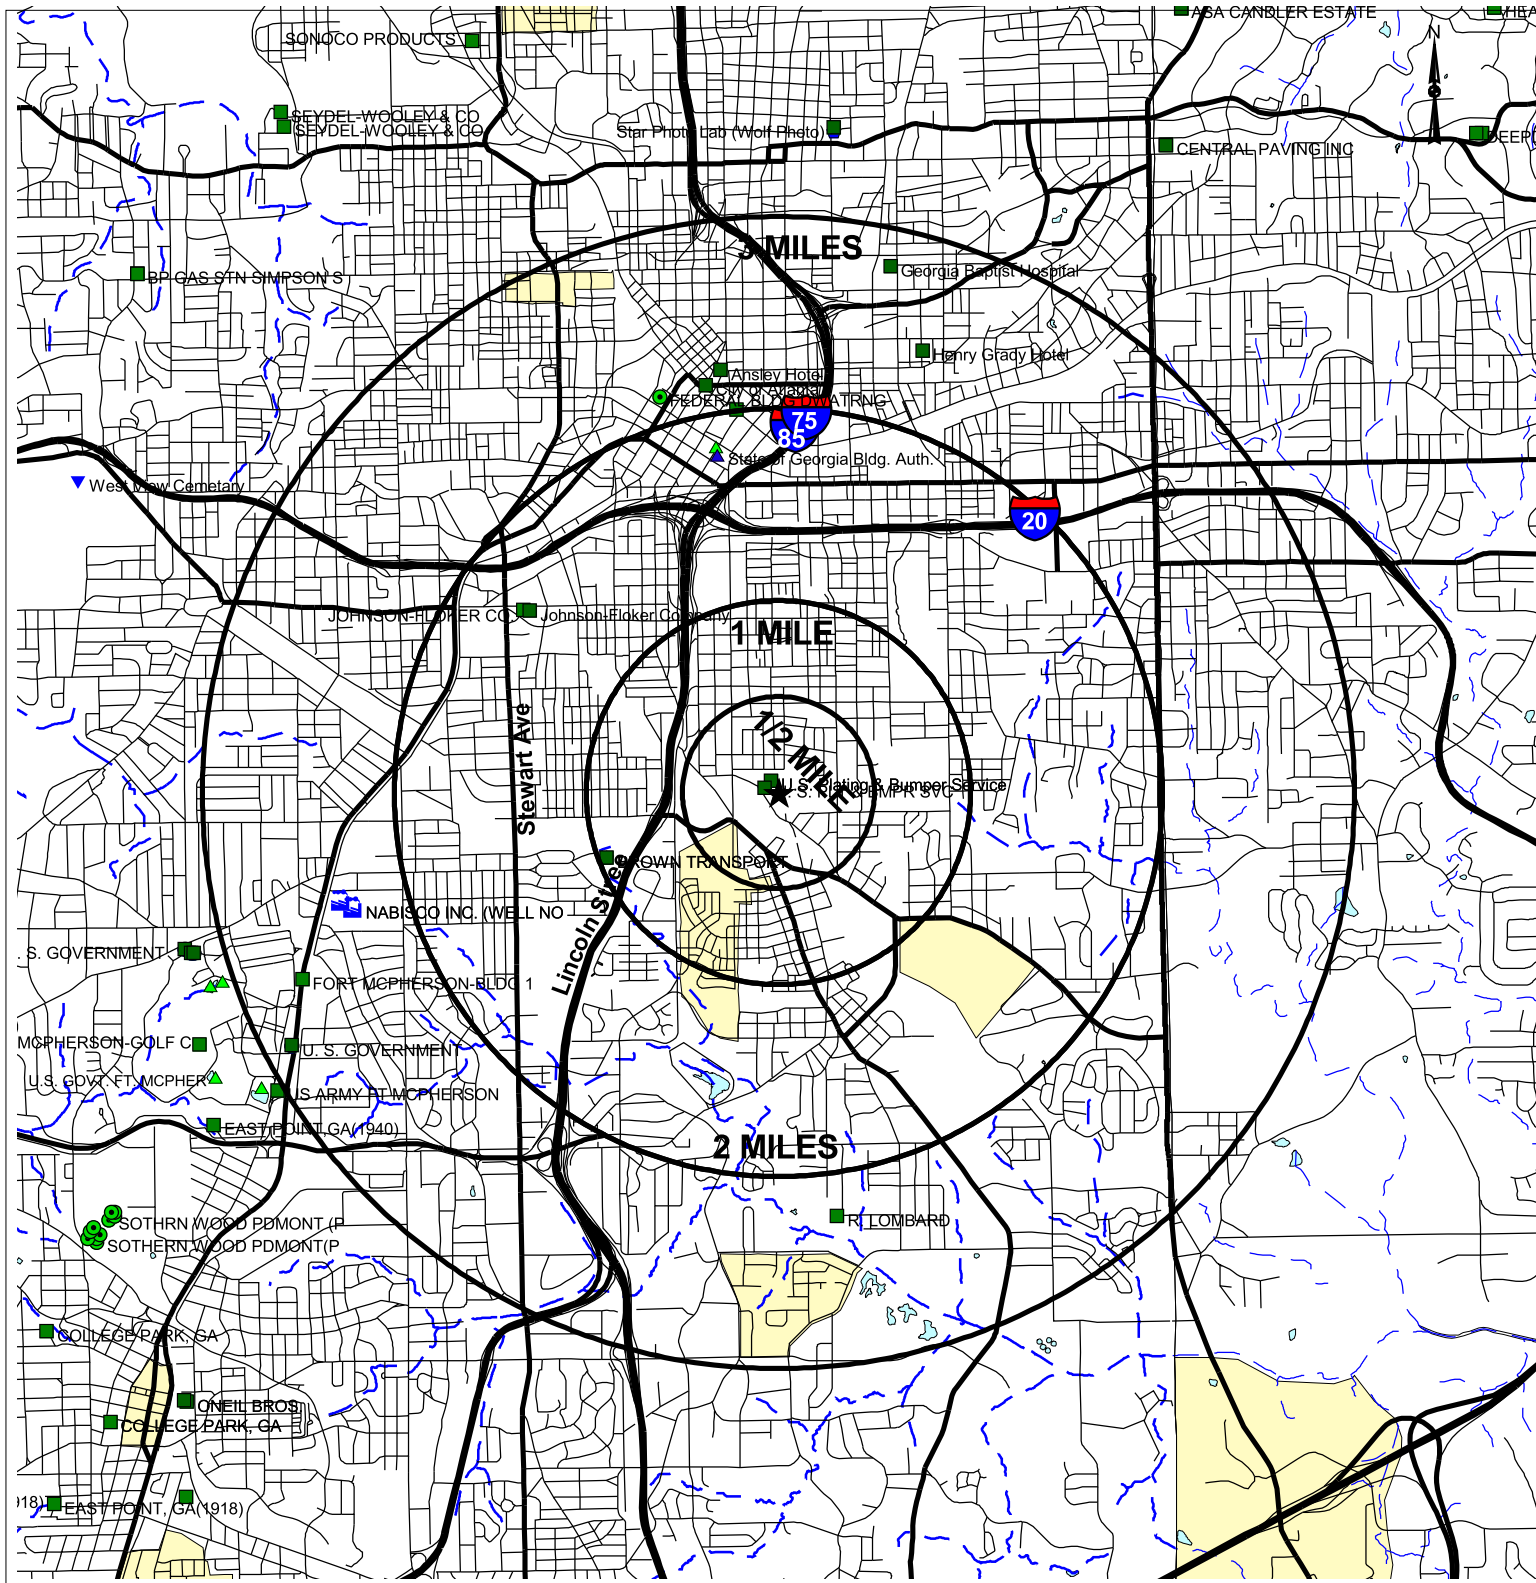 ASA CANDLER ESTATE
HEA
SONOCO PRODUCTS
N
SEYDEL-WOOLEY & CO
SEYDEL-WOOLEY & CO
Star Photo Lab (Wolf Photo)
DEEPD
CENTRAL PAVING INC
3 MILES
Georgia Baptist Hospital
BP GAS STN SIMPSON S
Henry Grady Hotel
Ansley Hotel
City of Atlanta
FEDERAL BLDG DWATRNG
75
85
State of Georgia Bldg. Auth.
West View Cemetary
20
JOHNSON-FLOKER CO
Johnson-Floker Company
1 MILE
Stewart Ave
1/2 MILE
U.S. Plating & Bumper Service
BROWN TRANSPORT
Lincoln Street
NABISCO INC. (WELL NO
. S. GOVERNMENT
FORT MCPHERSON-BLDG 1
MCPHERSON-GOLF C
U. S. GOVERNMENT
U.S. GOVT. FT. MCPHER
US ARMY FT MCPHERSON
EAST POINT,GA(1940)
2 MILES
SOTHRN WOOD PDMONT (P
R. LOMBARD
SOTHERN WOOD PDMONT(P
COLLEGE PARK, GA
ONEIL BROS.
COLLEGE PARK, GA
918)
EAST POINT, GA(1918)